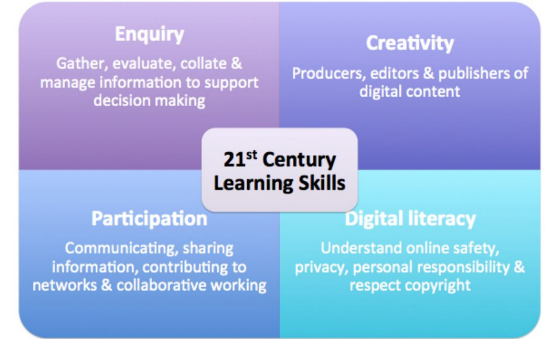 Enquiry
Gather, evaluate, collate &
manage information to support
decision making
Creativity
Producers, editors & publishers of
digital content
21st Century
Learning Skills
Participation
Communicating, sharing
information, contributing to
networks & collaborative working
Digital literacy
Understand online safety,
privacy, personal responsibility &
respect copyright